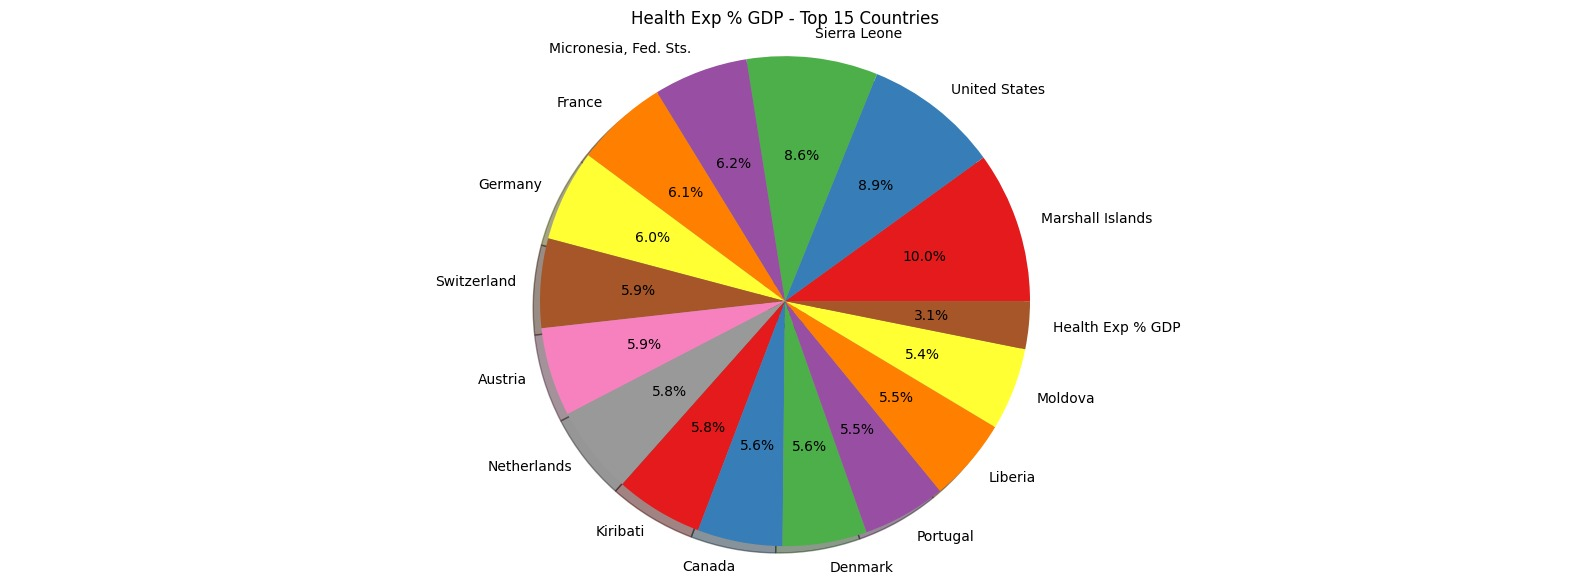 Health Exp % GDP - Top 15 Countries
Sierra Leone
Micronesia, Fed. Sts.
United States
France
8.6%
6.2%
8.9%
Germany
6.1%
Marshall Islands
6.0%
10.0%
Switzerland
5.9%
3.1%
Health Exp % GDP
5.9%
5.4%
Austria
5.8%
5.5%
Moldova
5.8%
5.5%
5.6%
5.6%
Netherlands
Liberia
Kiribati
Portugal
Canada
Denmark